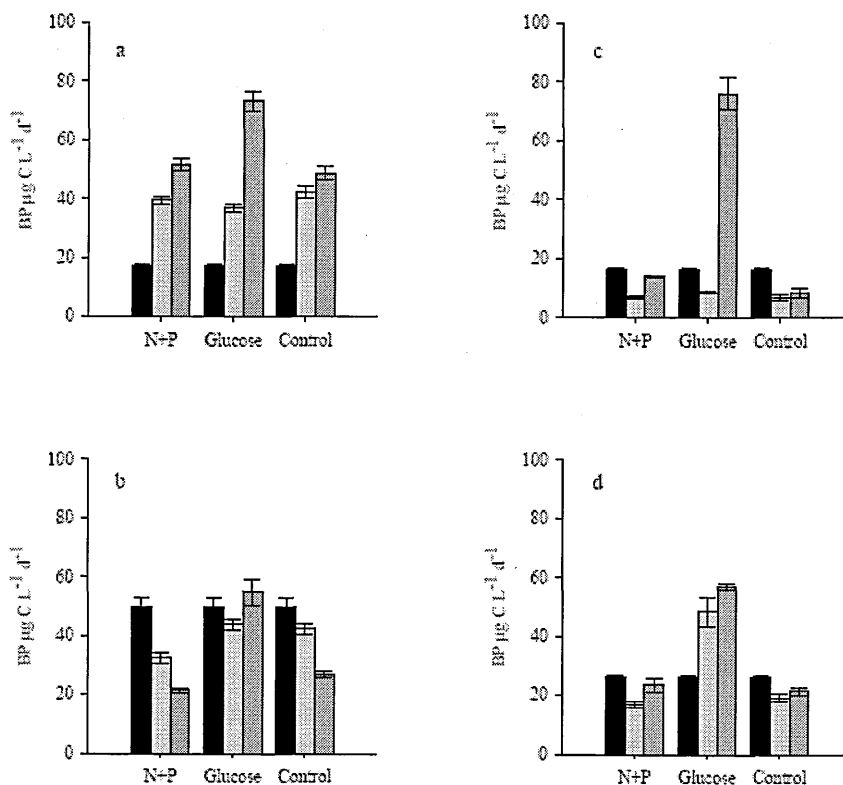 a
100
80
60
40
20
0
BP µg C L⁻¹ d⁻¹
N+P Glucose Control
c
100
80
60
40
20
0
BP µg C L⁻¹ d⁻¹
N+P Glucose Control
b
100
80
60
40
20
0
BP µg C L⁻¹ d⁻¹
N+P Glucose Control
d
100
80
60
40
20
0
BP µg C L⁻¹ d⁻¹
N+P Glucose Control